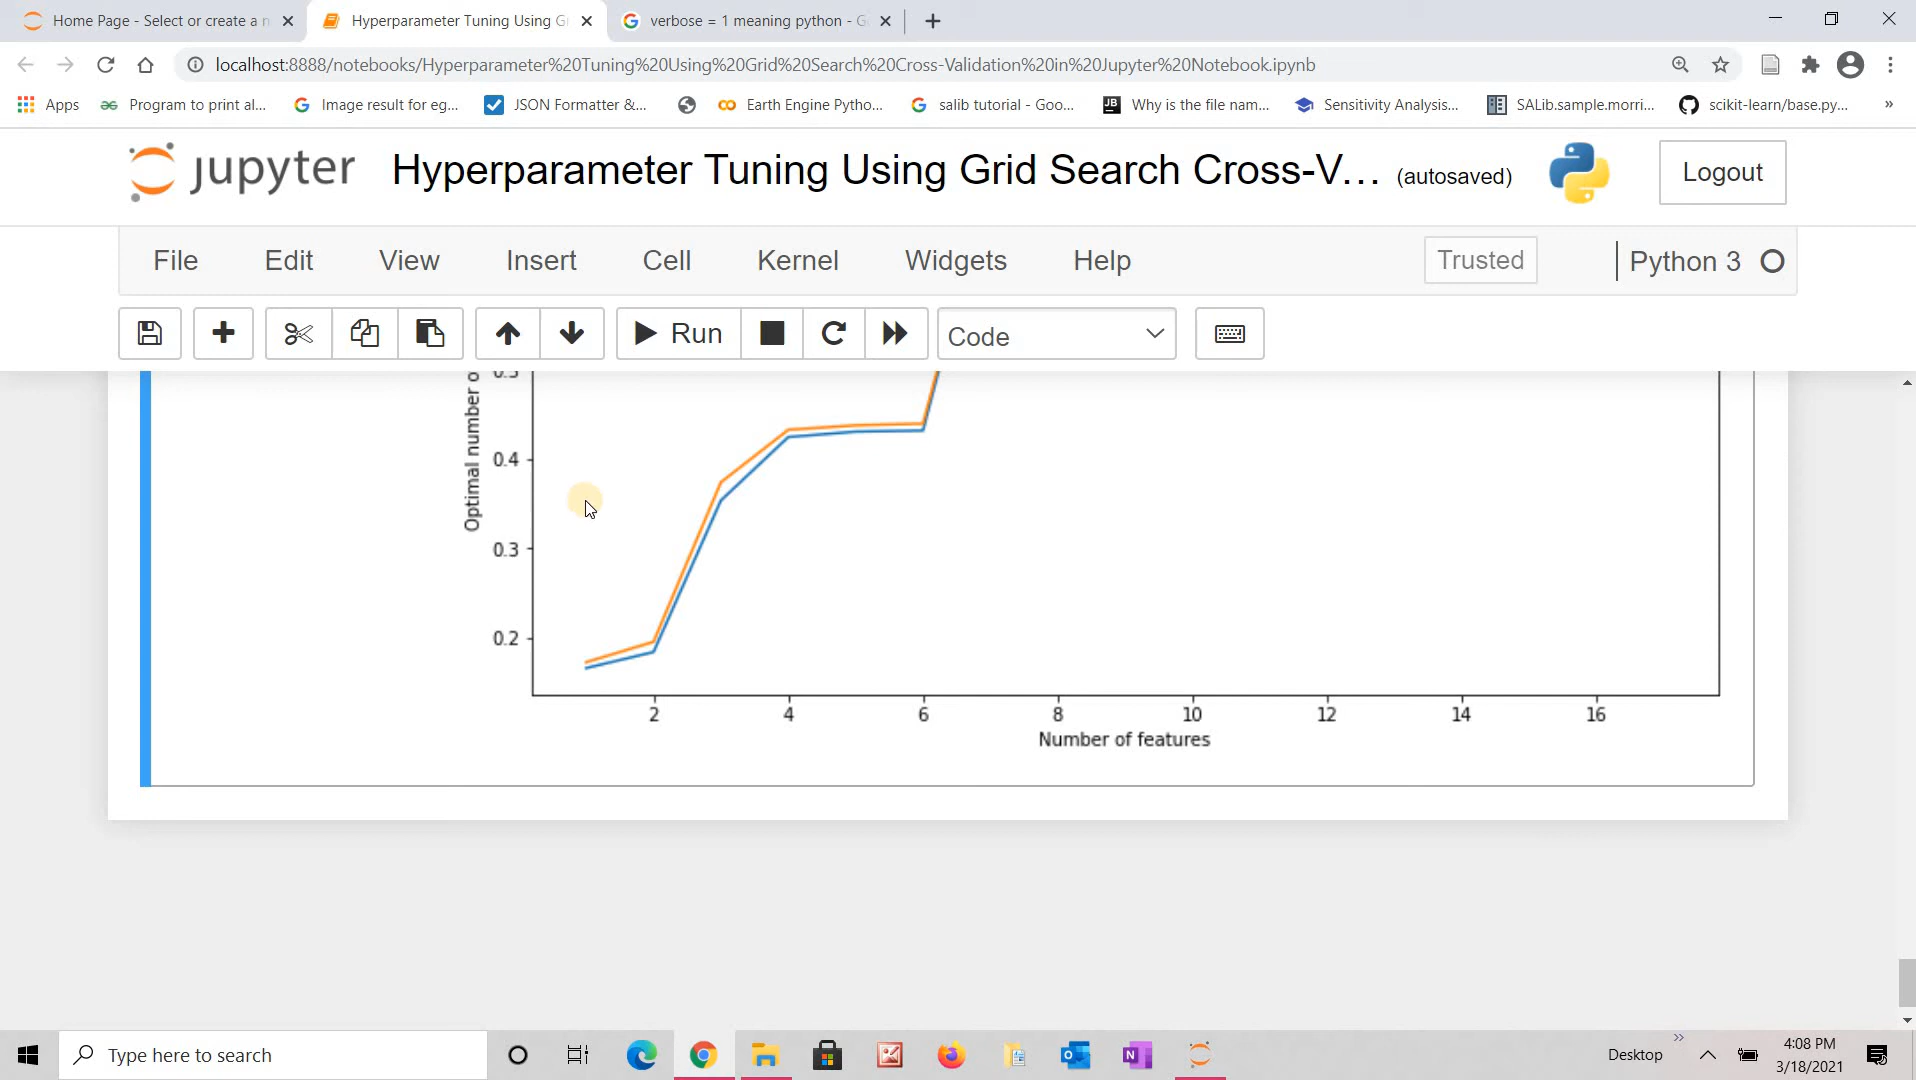 Home Page - Select or create a n
Hyperparameter Tuning Using G
verbose = 1 meaning python - G
localhost:8888/notebooks/Hyperparameter%20Tuning%20Using%20Grid%20Search%20Cross-Validation%20in%20Jupyter%20Notebook.ipynb
Apps Program to print al... Image result for eg... JSON Formatter &... Earth Engine Pytho... salib tutorial - Goo... Why is the file nam... Sensitivity Analysis... SALib.sample.morri... scikit-learn/base.py... »
jupyter Hyperparameter Tuning Using Grid Search Cross-V... (autosaved) Logout
File Edit View Insert Cell Kernel Widgets Help Trusted Python 3
Run Code
0.5
Optimal number o
0.4
0.3
0.2
2 4 6 8 10 12 14 16
Number of features
Type here to search
Desktop »
4:08 PM
3/18/2021